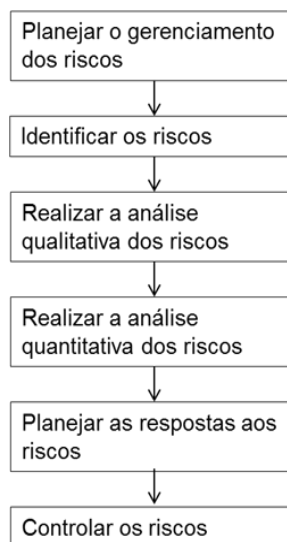 Planejar o gerenciamento
dos riscos
Identificar os riscos
Realizar a análise
qualitativa dos riscos
Realizar a análise
quantitativa dos riscos
Planejar as respostas aos
riscos
Controlar os riscos